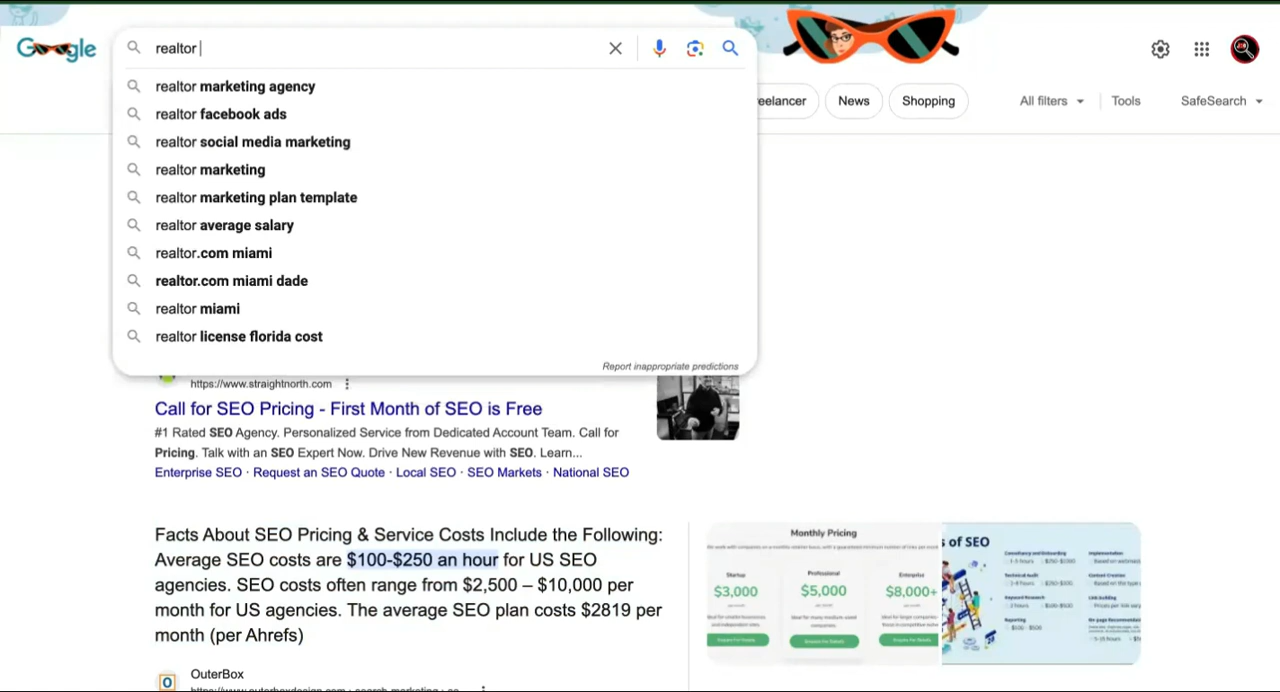 Google
realtor
realtor marketing agency
realtor facebook ads
realtor social media marketing
realtor marketing
realtor marketing plan template
realtor average salary
realtor.com miami
realtor.com miami dade
realtor miami
realtor license florida cost
Report inappropriate predictions
eelancer
News
Shopping
All filters
Tools
SafeSearch
https://www.straightnorth.com
Call for SEO Pricing - First Month of SEO is Free
#1 Rated SEO Agency. Personalized Service from Dedicated Account Team. Call for
Pricing. Talk with an SEO Expert Now. Drive New Revenue with SEO. Learn...
Enterprise SEO · Request an SEO Quote · Local SEO · SEO Markets · National SEO
Facts About SEO Pricing & Service Costs Include the Following:
Average SEO costs are $100-$250 an hour for US SEO
agencies. SEO costs often range from $2,500 – $10,000 per
month for US agencies. The average SEO plan costs $2819 per
month (per Ahrefs)
OuterBox
Monthly Pricing
Startup
$3,000
Professional
$5,000
Enterprise
$8,000+
s of SEO